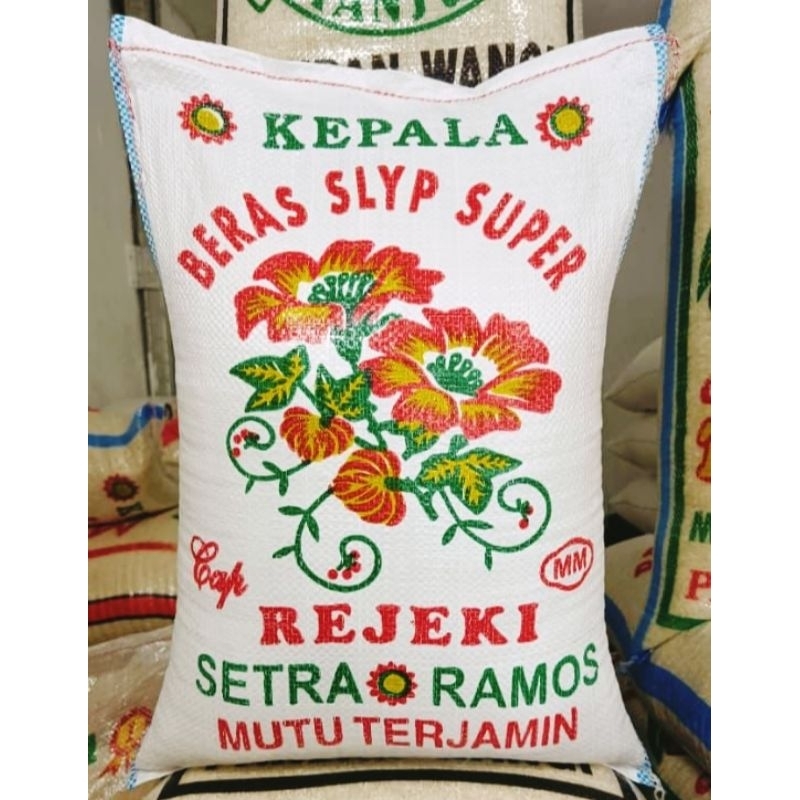 KEPALA
BERAS SLYP SUPER
Cap
MM
REJEKI
SETRA RAMOS
MUTU TERJAMIN